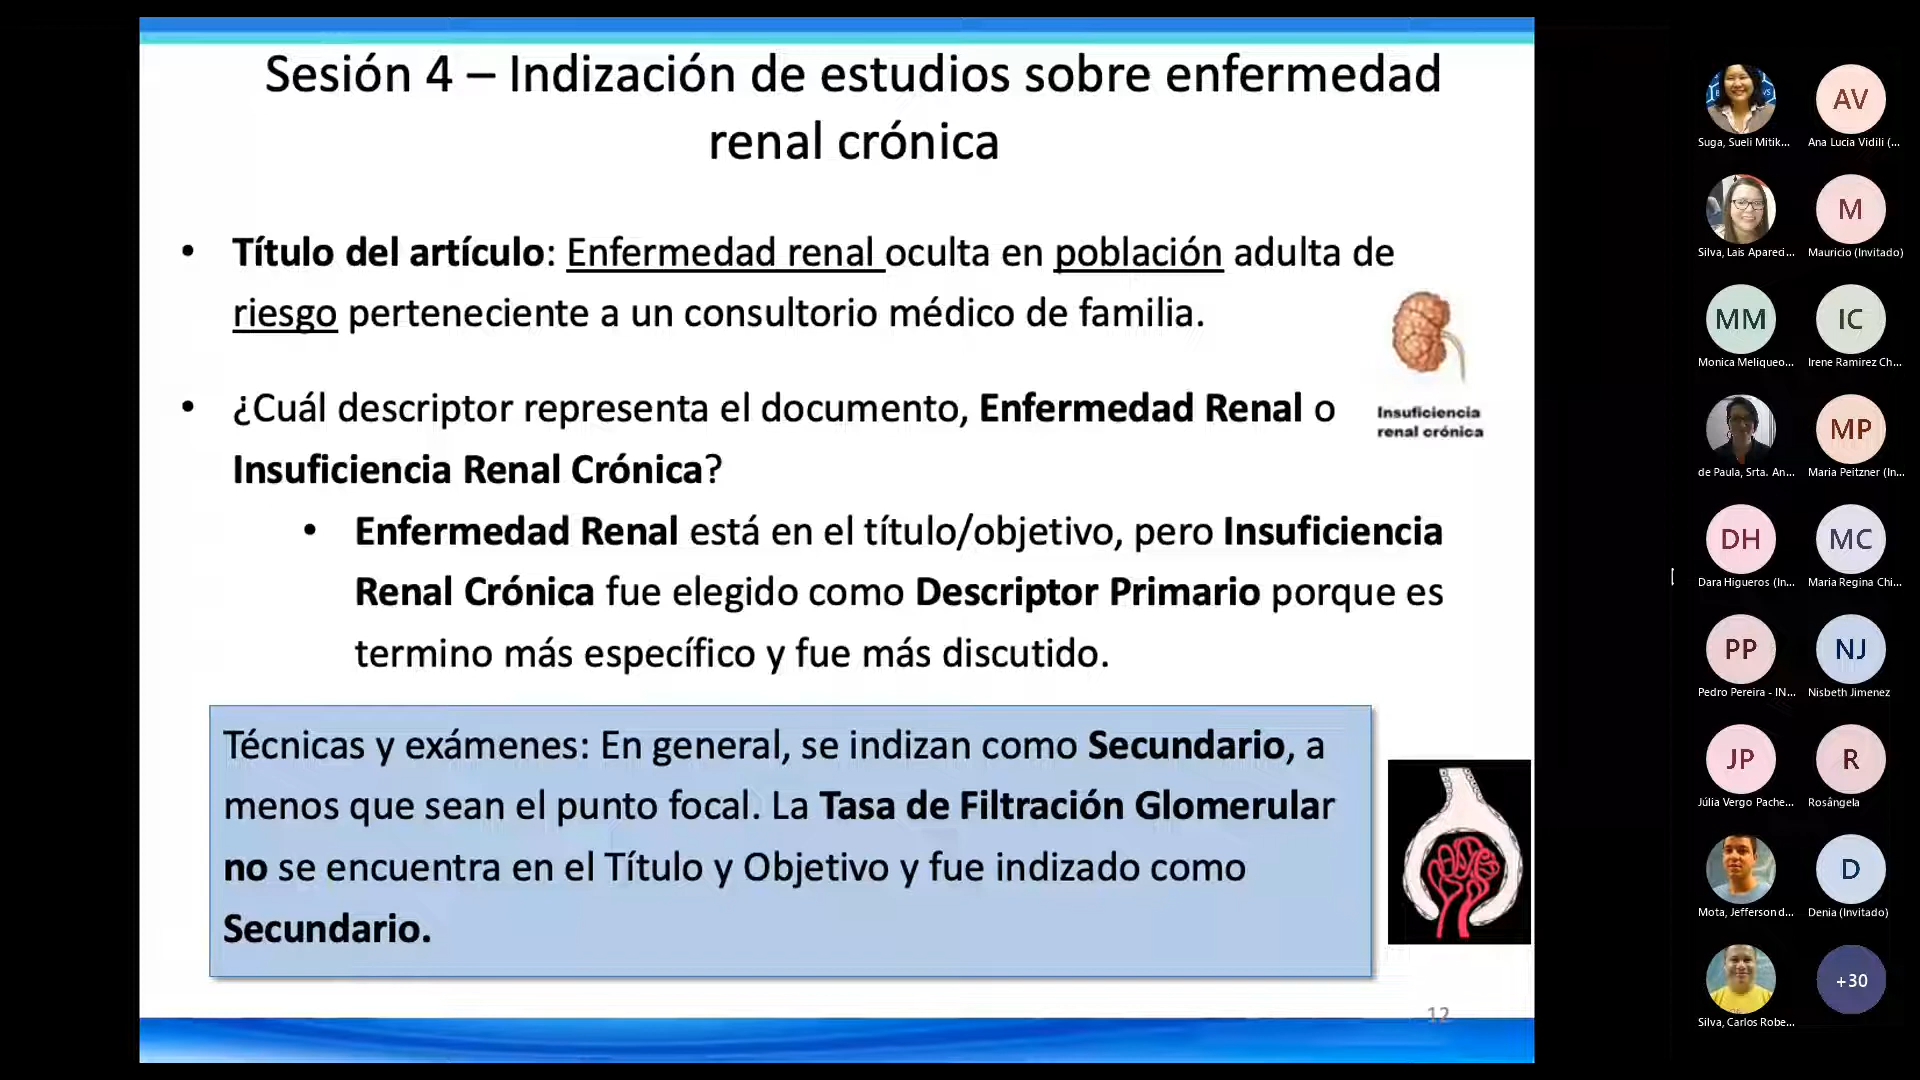 Sesión 4 – Indización de estudios sobre enfermedad
renal crónica
• Título del artículo: Enfermedad renal oculta en población adulta de
riesgo perteneciente a un consultorio médico de familia.
• ¿Cuál descriptor representa el documento, Enfermedad Renal o
Insuficiencia Renal Crónica?
• Enfermedad Renal está en el título/objetivo, pero Insuficiencia
Renal Crónica fue elegido como Descriptor Primario porque es
termino más específico y fue más discutido.
Insuficiencia
renal crónica
Técnicas y exámenes: En general, se indizan como Secundario, a
menos que sean el punto focal. La Tasa de Filtración Glomerular
no se encuentra en el Título y Objetivo y fue indizado como
Secundario.
12
Suga, Sueli Mitik...
AV
Ana Lucia Vidili (...
Silva, Lais Apareci...
M
Mauricio (Invitado)
MM
Monica Meliqueo...
IC
Irene Ramirez Ch...
de Paula, Srta. An...
MP
Maria Peitzner (In...
DH
Dara Higueros (In...
MC
Maria Regina Chi...
PP
Pedro Pereira - IN...
NJ
Nisbeth Jimenez
JP
Júlia Vergo Pache...
R
Rosângela
Mota, Jefferson d...
D
Denia (Invitado)
Silva, Carlos Robe...
+30